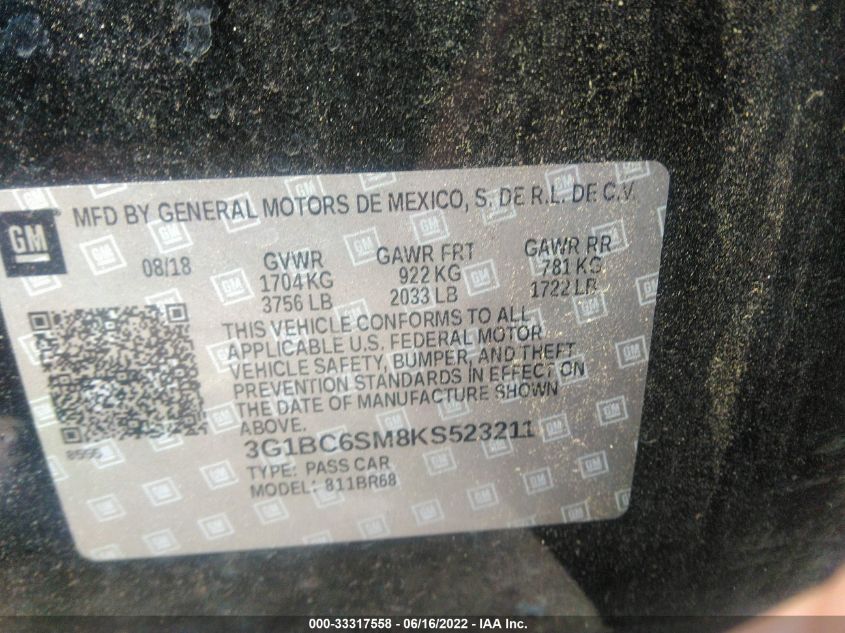 GM
MFD BY GENERAL MOTORS DE MEXICO, S. DE R.L. DE C.V.
08/18 GVWR GAWR FRT GAWR RR
1704 KG 922 KG 781 KG
3756 LB 2033 LB 1722 LB
THIS VEHICLE CONFORMS TO ALL
APPLICABLE U.S. FEDERAL MOTOR
VEHICLE SAFETY, BUMPER, AND THEFT
PREVENTION STANDARDS IN EFFECT ON
THE DATE OF MANUFACTURE SHOWN
ABOVE.
3G1BC6SM8KS523211
TYPE: PASS CAR
MODEL: 811BR68
000-33317558 - 06/16/2022 - IAA Inc.